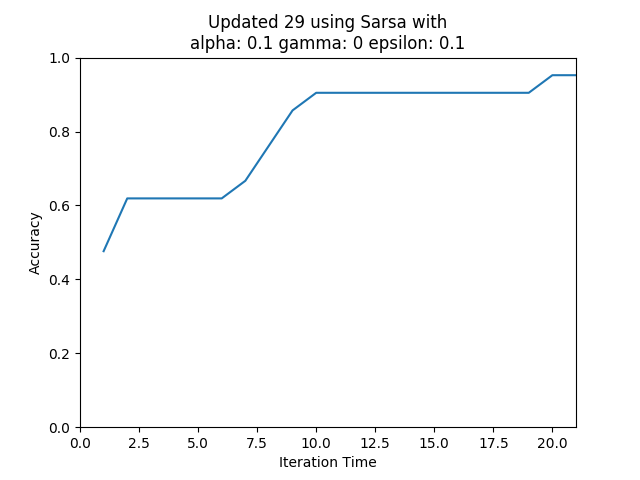 Updated 29 using Sarsa with
alpha: 0.1 gamma: 0 epsilon: 0.1
1.0
0.8
0.6
0.4
0.2
0.0
Accuracy
0.0 2.5 5.0 7.5 10.0 12.5 15.0 17.5 20.0
Iteration Time